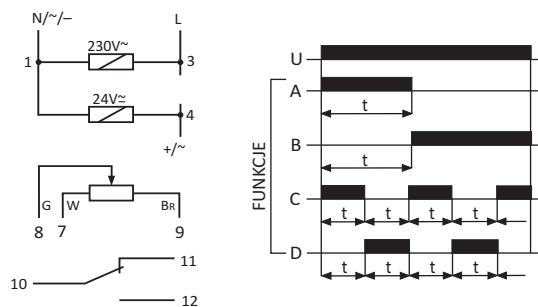 N/~/–
L
230V~
1
3
24V≂
4
+/~
G
W
BR
8
7
9
11
10
12
U
A
t
B
t
C
t
t
t
t
D
t
t
t
t
FUNKCJE